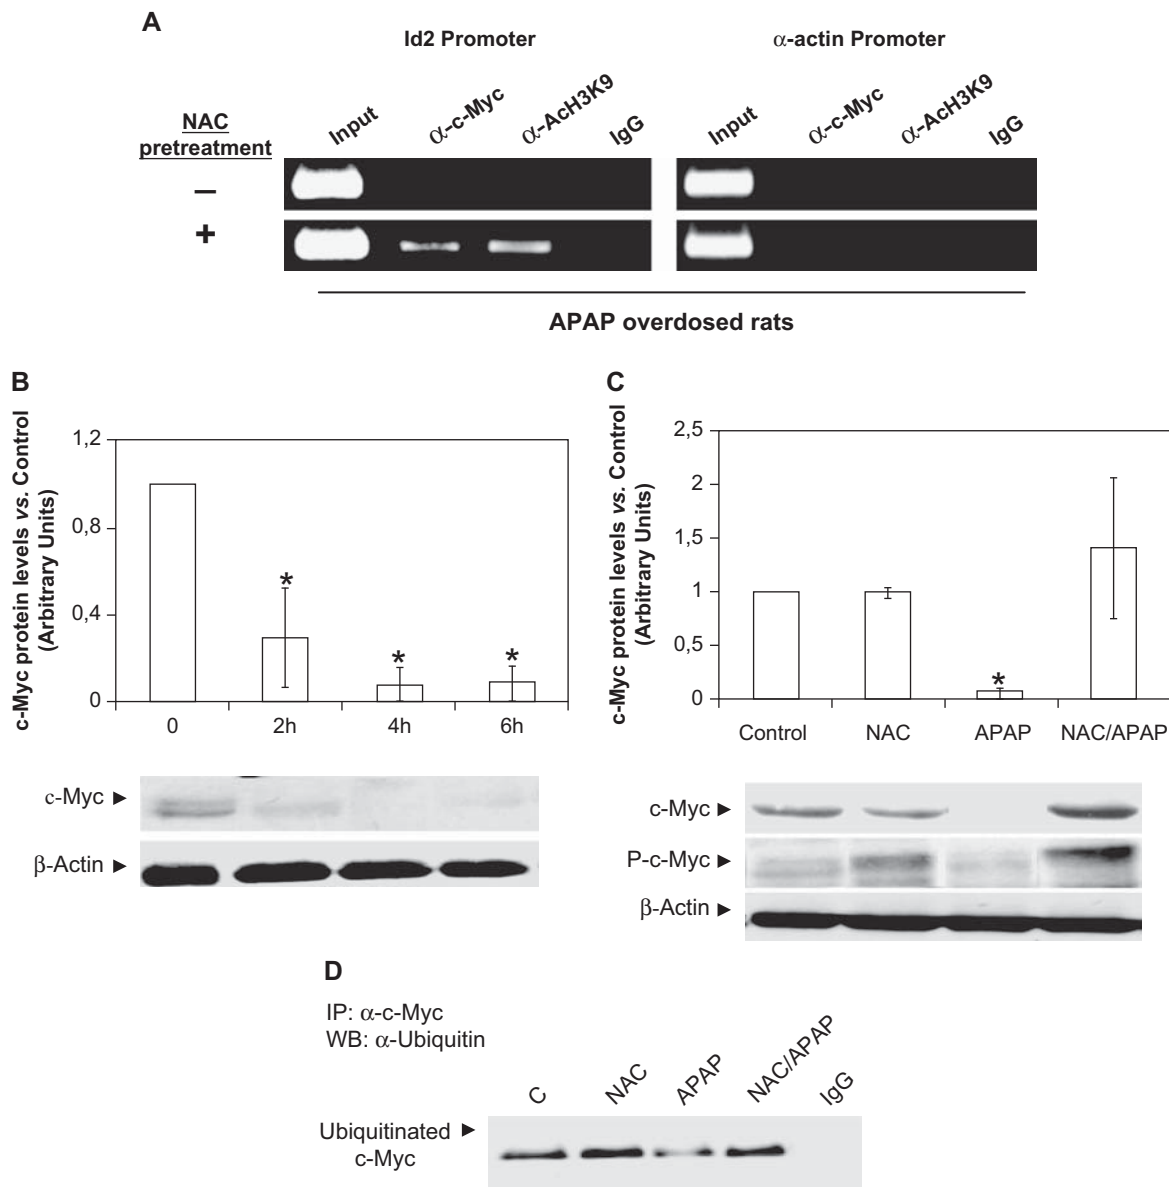 A
Id2 Promoter
α-actin Promoter
NAC
pretreatment
Input
α-c-Myc
α-AcH3K9
IgG
Input
α-c-Myc
α-AcH3K9
IgG
–
+
APAP overdosed rats
B
c-Myc protein levels vs. Control
(Arbitrary Units)
1,2
0,8
0,4
0
*
*
*
0
2h
4h
6h
c-Myc ►
β-Actin ►
C
c-Myc protein levels vs. Control
(Arbitrary Units)
2,5
2
1,5
1
0,5
0
*
Control
NAC
APAP
NAC/APAP
c-Myc ►
P-c-Myc ►
β-Actin ►
D
IP: α-c-Myc
WB: α-Ubiquitin
C
NAC
APAP
NAC/APAP
IgG
Ubiquitinated ►
c-Myc